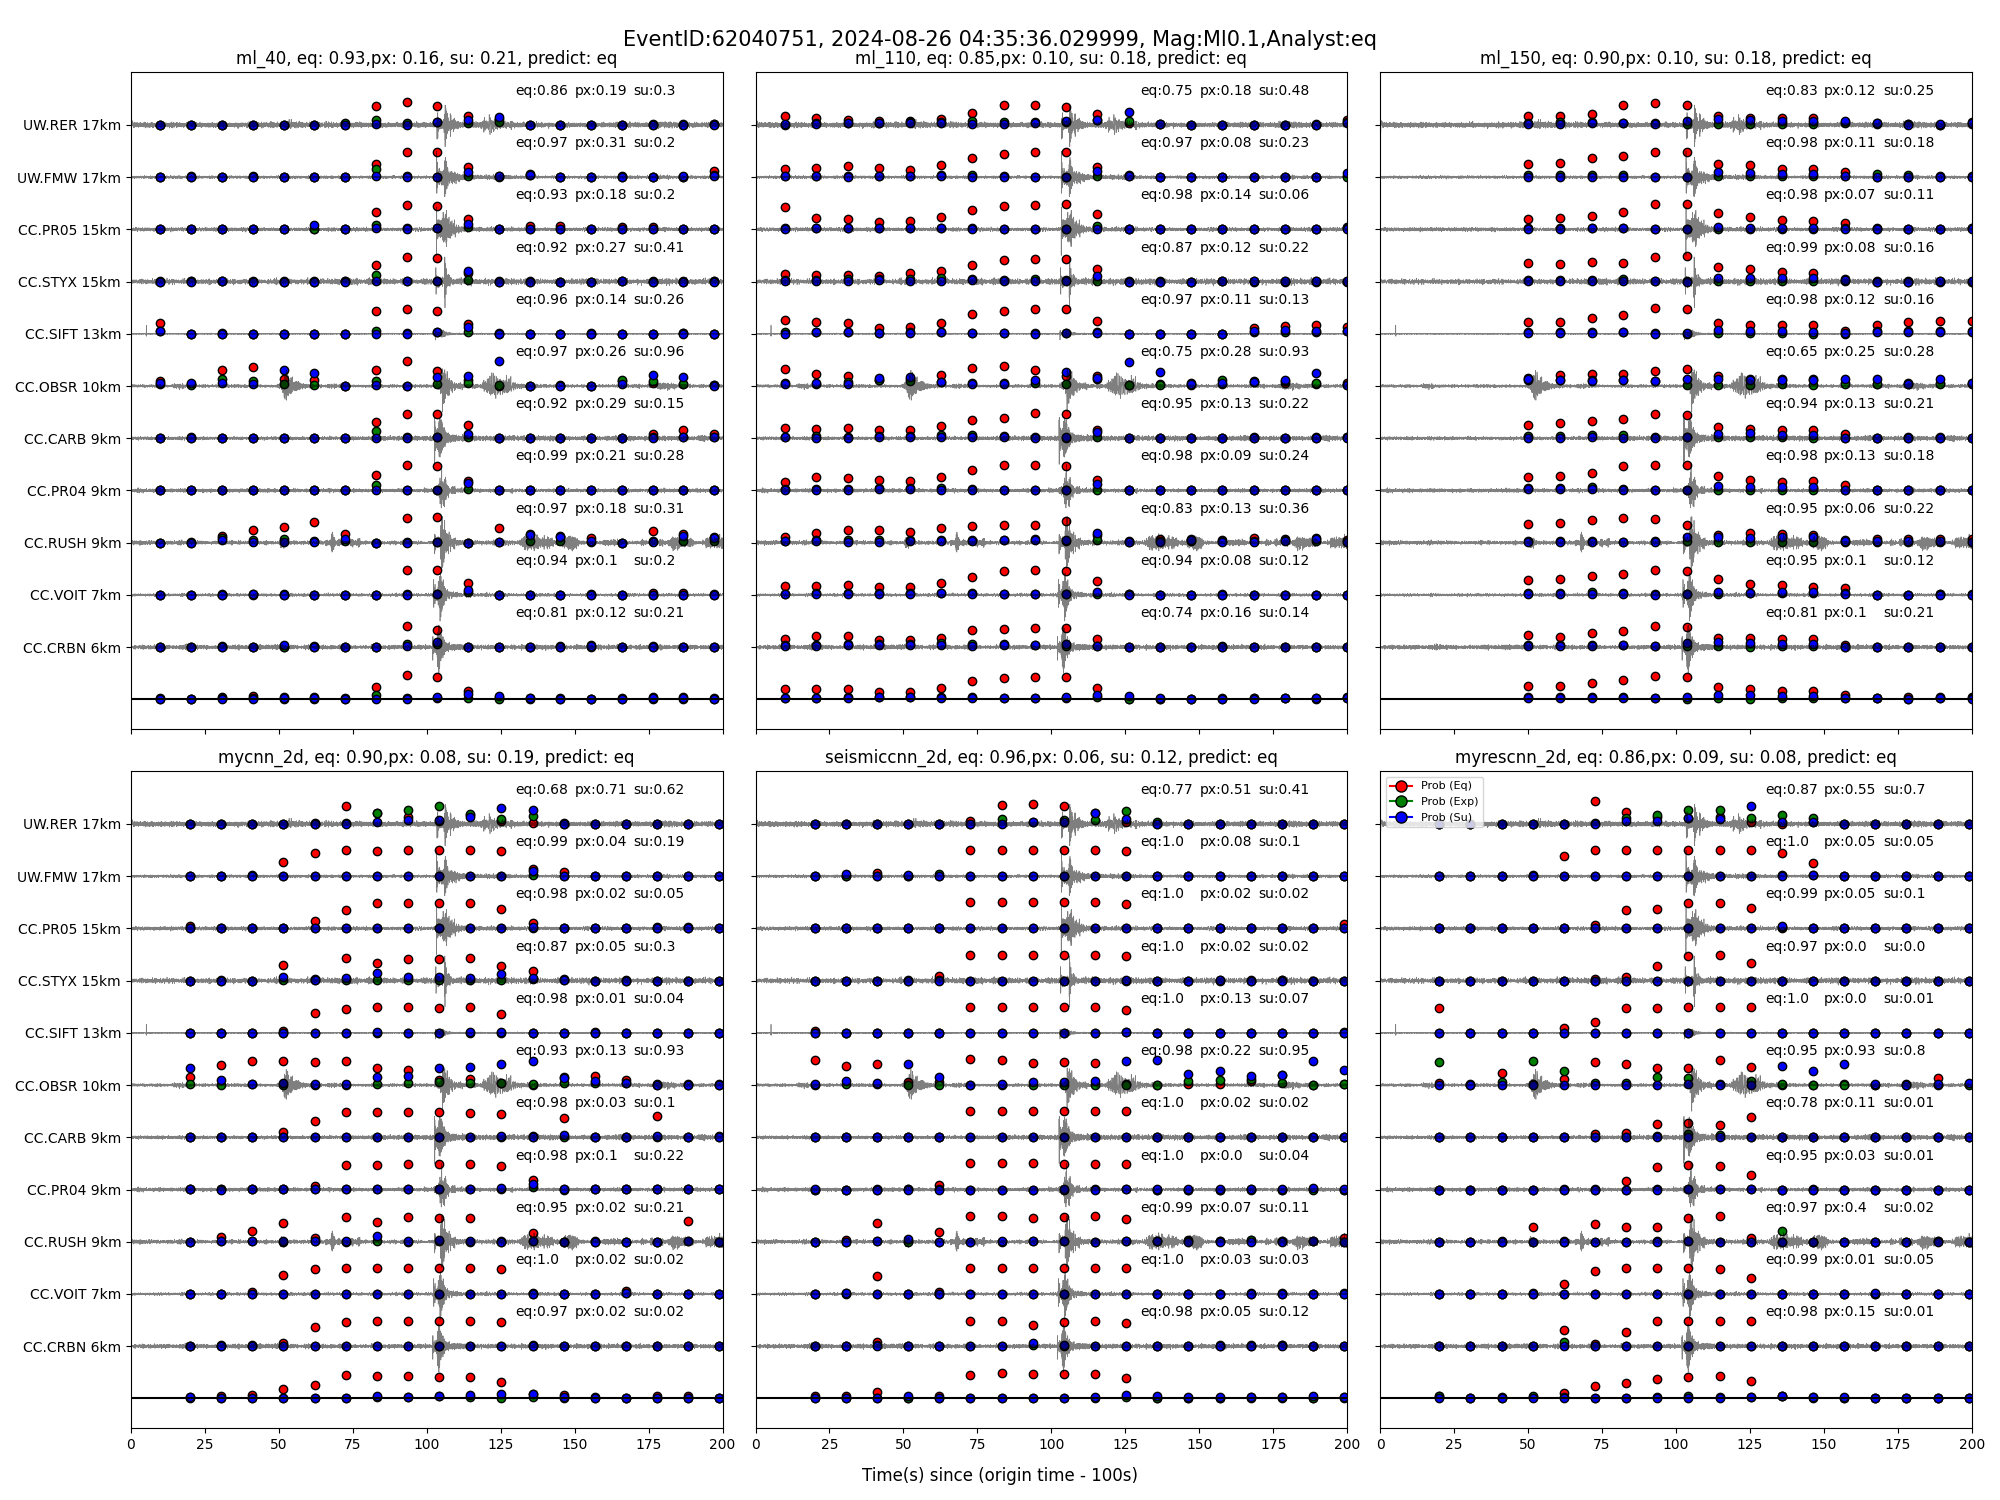 EventID:62040751, 2024-08-26 04:35:36.029999, Mag:Ml0.1,Analyst:eq
ml_40, eq: 0.93,px: 0.16, su: 0.21, predict: eq
UW.RER 17km
eq:0.86 px:0.19 su:0.3
UW.FMW 17km
eq:0.97 px:0.31 su:0.2
CC.PR05 15km
eq:0.93 px:0.18 su:0.2
CC.STYX 15km
eq:0.92 px:0.27 su:0.41
CC.SIFT 13km
eq:0.96 px:0.14 su:0.26
CC.OBSR 10km
eq:0.97 px:0.26 su:0.96
CC.CARB 9km
eq:0.92 px:0.29 su:0.15
CC.PR04 9km
eq:0.99 px:0.21 su:0.28
CC.RUSH 9km
eq:0.97 px:0.18 su:0.31
CC.VOIT 7km
eq:0.94 px:0.1 su:0.2
CC.CRBN 6km
eq:0.81 px:0.12 su:0.21
ml_110, eq: 0.85,px: 0.10, su: 0.18, predict: eq
eq:0.75 px:0.18 su:0.48
eq:0.97 px:0.08 su:0.23
eq:0.98 px:0.14 su:0.06
eq:0.87 px:0.12 su:0.22
eq:0.97 px:0.11 su:0.13
eq:0.75 px:0.28 su:0.93
eq:0.95 px:0.13 su:0.22
eq:0.98 px:0.09 su:0.24
eq:0.83 px:0.13 su:0.36
eq:0.94 px:0.08 su:0.12
eq:0.74 px:0.16 su:0.14
ml_150, eq: 0.90,px: 0.10, su: 0.18, predict: eq
eq:0.83 px:0.12 su:0.25
eq:0.98 px:0.11 su:0.18
eq:0.98 px:0.07 su:0.11
eq:0.99 px:0.08 su:0.16
eq:0.98 px:0.12 su:0.16
eq:0.65 px:0.25 su:0.28
eq:0.94 px:0.13 su:0.21
eq:0.98 px:0.13 su:0.18
eq:0.95 px:0.06 su:0.22
eq:0.95 px:0.1 su:0.12
eq:0.81 px:0.1 su:0.21
mycnn_2d, eq: 0.90,px: 0.08, su: 0.19, predict: eq
UW.RER 17km
eq:0.68 px:0.71 su:0.62
UW.FMW 17km
eq:0.99 px:0.04 su:0.19
CC.PR05 15km
eq:0.98 px:0.02 su:0.05
CC.STYX 15km
eq:0.87 px:0.05 su:0.3
CC.SIFT 13km
eq:0.98 px:0.01 su:0.04
CC.OBSR 10km
eq:0.93 px:0.13 su:0.93
CC.CARB 9km
eq:0.98 px:0.03 su:0.1
CC.PR04 9km
eq:0.98 px:0.1 su:0.22
CC.RUSH 9km
eq:0.95 px:0.02 su:0.21
CC.VOIT 7km
eq:1.0 px:0.02 su:0.02
CC.CRBN 6km
eq:0.97 px:0.02 su:0.02
0 25 50 75 100 125 150 175 200
seismiccnn_2d, eq: 0.96,px: 0.06, su: 0.12, predict: eq
eq:0.77 px:0.51 su:0.41
eq:1.0 px:0.08 su:0.1
eq:1.0 px:0.02 su:0.02
eq:1.0 px:0.02 su:0.02
eq:1.0 px:0.13 su:0.07
eq:0.98 px:0.22 su:0.95
eq:1.0 px:0.02 su:0.02
eq:1.0 px:0.0 su:0.04
eq:0.99 px:0.07 su:0.11
eq:1.0 px:0.03 su:0.03
eq:0.98 px:0.05 su:0.12
0 25 50 75 100 125 150 175 200
myrescnn_2d, eq: 0.86,px: 0.09, su: 0.08, predict: eq
Prob (Eq)
Prob (Exp)
Prob (Su)
eq:0.87 px:0.55 su:0.7
eq:1.0 px:0.05 su:0.05
eq:0.99 px:0.05 su:0.1
eq:0.97 px:0.0 su:0.0
eq:1.0 px:0.0 su:0.01
eq:0.95 px:0.93 su:0.8
eq:0.78 px:0.11 su:0.01
eq:0.95 px:0.03 su:0.01
eq:0.97 px:0.4 su:0.02
eq:0.99 px:0.01 su:0.05
eq:0.98 px:0.15 su:0.01
0 25 50 75 100 125 150 175 200
Time(s) since (origin time - 100s)